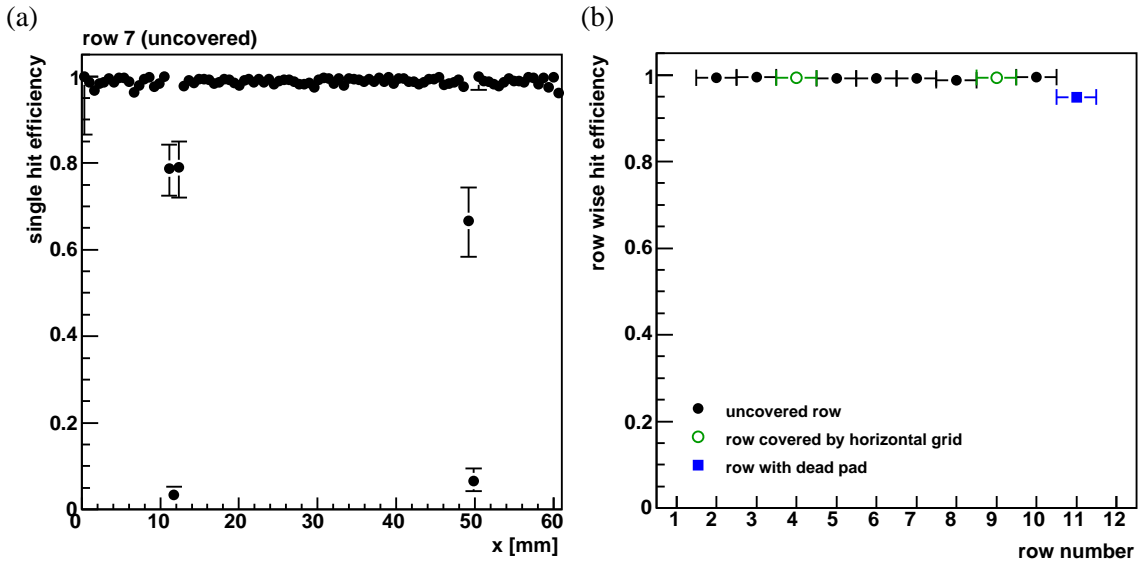 (a)
row 7 (uncovered)
single hit efficiency
1
0.8
0.6
0.4
0.2
0
0 10 20 30 40 50 60
x [mm]
(b)
row wise hit efficiency
1
0.8
0.6
0.4
0.2
0
uncovered row
row covered by horizontal grid
row with dead pad
1 2 3 4 5 6 7 8 9 10 11 12
row number